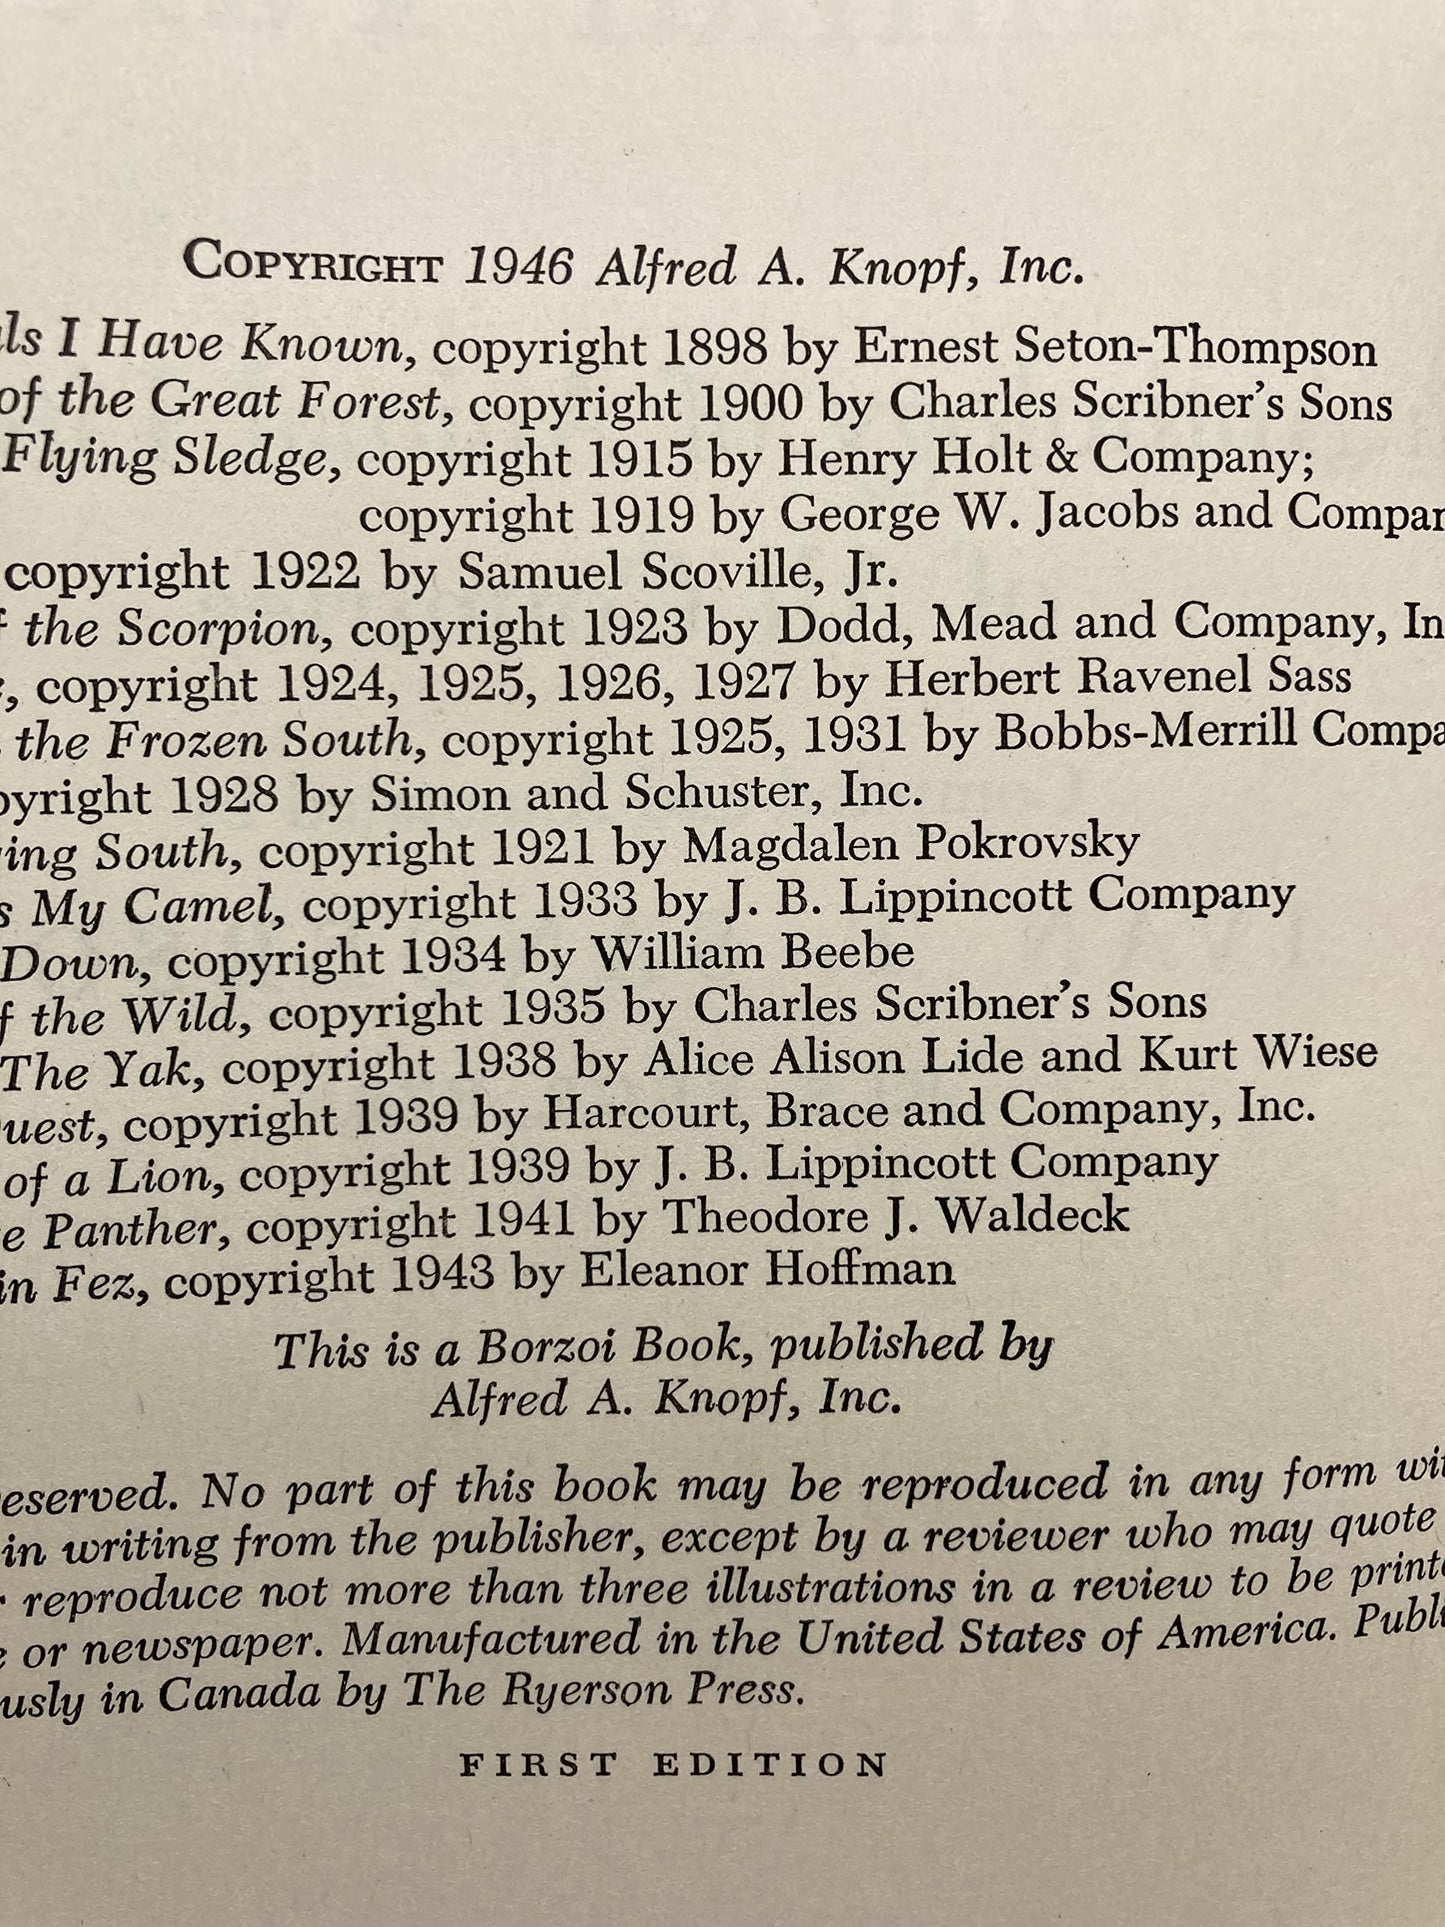 COPYRIGHT 1946 Alfred A. Knopf, Inc.
ls I Have Known, copyright 1898 by Ernest Seton-Thompson
of the Great Forest, copyright 1900 by Charles Scribner's Sons
Flying Sledge, copyright 1915 by Henry Holt & Company;
copyright 1919 by George W. Jacobs and Compan
copyright 1922 by Samuel Scoville, Jr.
f the Scorpion, copyright 1923 by Dodd, Mead and Company, In
, copyright 1924, 1925, 1926, 1927 by Herbert Ravenel Sass
the Frozen South, copyright 1925, 1931 by Bobbs-Merrill Compa
pyright 1928 by Simon and Schuster, Inc.
ing South, copyright 1921 by Magdalen Pokrovsky
s My Camel, copyright 1933 by J. B. Lippincott Company
Down, copyright 1934 by William Beebe
f the Wild, copyright 1935 by Charles Scribner's Sons
The Yak, copyright 1938 by Alice Alison Lide and Kurt Wiese
uest, copyright 1939 by Harcourt, Brace and Company, Inc.
of a Lion, copyright 1939 by J. B. Lippincott Company
e Panther, copyright 1941 by Theodore J. Waldeck
in Fez, copyright 1943 by Eleanor Hoffman
This is a Borzoi Book, published by
Alfred A. Knopf, Inc.
eserved. No part of this book may be reproduced in any form wit
in writing from the publisher, except by a reviewer who may quote
reproduce not more than three illustrations in a review to be printe
e or newspaper. Manufactured in the United States of America. Publi
usly in Canada by The Ryerson Press.
FIRST EDITION